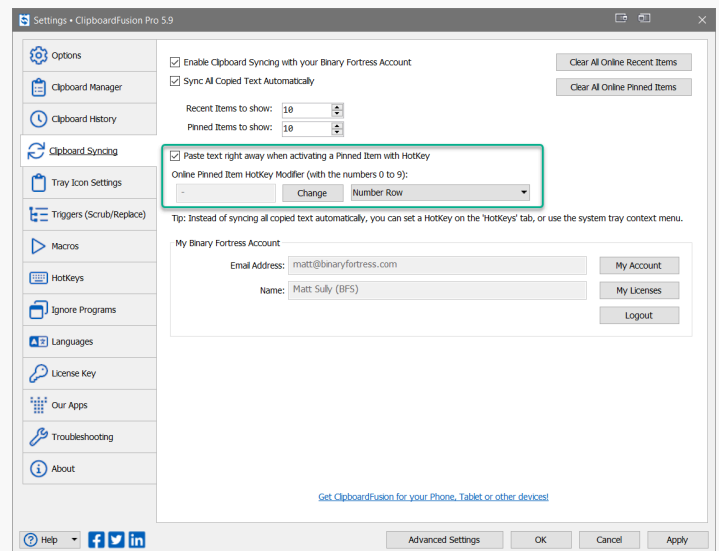 Settings • ClipboardFusion Pro 5.9
Options
Clipboard Manager
Clipboard History
Clipboard Syncing
Tray Icon Settings
Triggers (Scrub/Replace)
Macros
HotKeys
Ignore Programs
Languages
License Key
Our Apps
Troubleshooting
About
Enable Clipboard Syncing with your Binary Fortress Account
Clear All Online Recent Items
Sync All Copied Text Automatically
Clear All Online Pinned Items
Recent Items to show: 10
Pinned Items to show: 10
Paste text right away when activating a Pinned Item with HotKey
Online Pinned Item HotKey Modifier (with the numbers 0 to 9):
- Change Number Row
Tip: Instead of syncing all copied text automatically, you can set a HotKey on the 'HotKeys' tab, or use the system tray context menu.
My Binary Fortress Account
Email Address: matt@binaryfortress.com My Account
Name: Matt Sully (BFS) My Licenses
Logout
Get ClipboardFusion for your Phone, Tablet or other devices!
Help Advanced Settings OK Cancel Apply